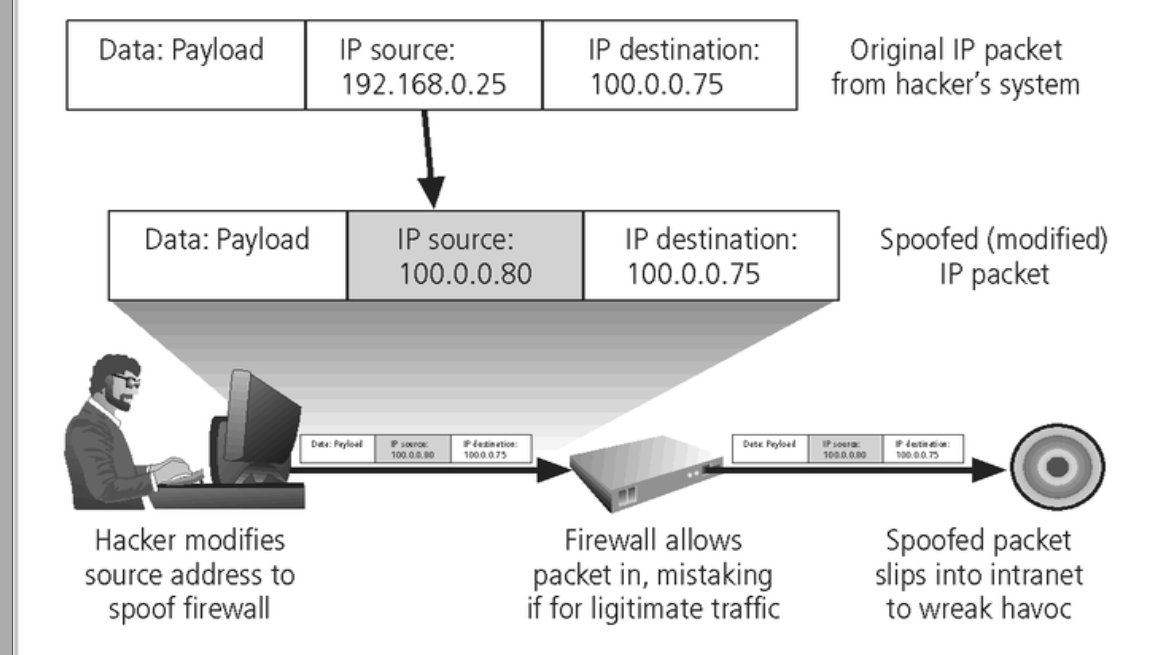 Data: Payload
IP source:
192.168.0.25
IP destination:
100.0.0.75
Original IP packet
from hacker's system
Data: Payload
IP source:
100.0.0.80
IP destination:
100.0.0.75
Spoofed (modified)
IP packet
Data: Payload
IP source:
100.0.0.80
IP destination:
100.0.0.75
Data: Payload
IP source:
100.0.0.80
IP destination:
100.0.0.75
Hacker modifies
source address to
spoof firewall
Firewall allows
packet in, mistaking
if for ligitimate traffic
Spoofed packet
slips into intranet
to wreak havoc